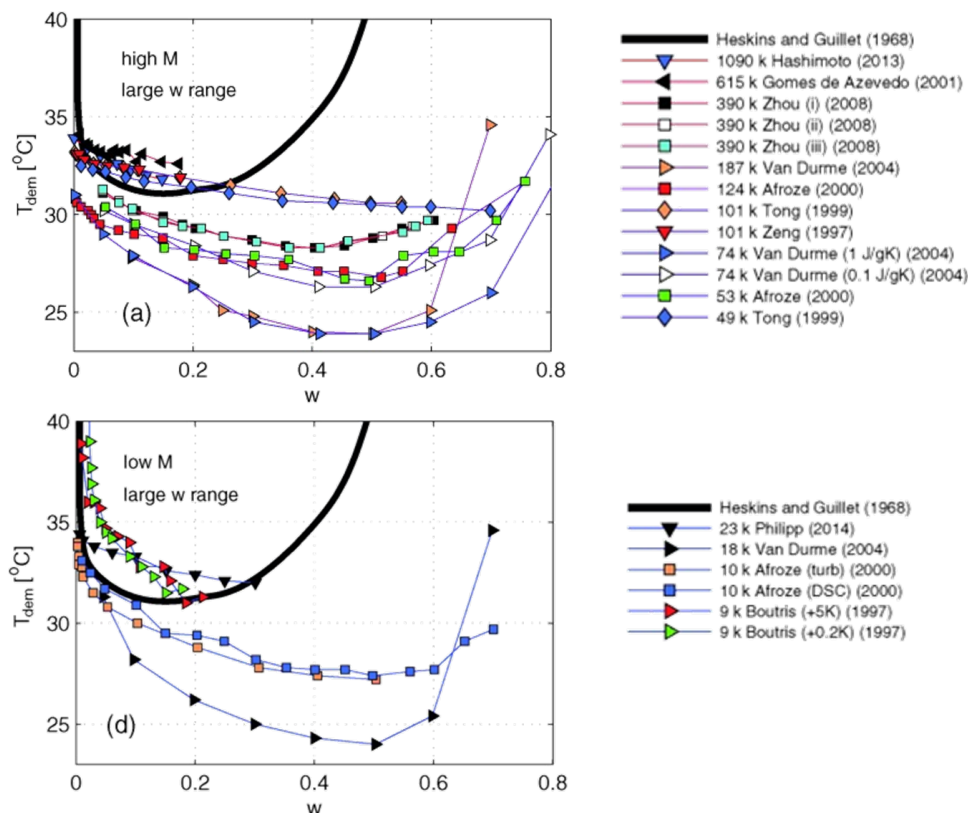 40
35
30
25
T_dem [°C]
high M
large w range
(a)
0 0.2 0.4 0.6 0.8
w
Heskins and Guillet (1968)
1090 k Hashimoto (2013)
615 k Gomes de Azevedo (2001)
390 k Zhou (i) (2008)
390 k Zhou (ii) (2008)
390 k Zhou (iii) (2008)
187 k Van Durme (2004)
124 k Afroze (2000)
101 k Tong (1999)
101 k Zeng (1997)
74 k Van Durme (1 J/gK) (2004)
74 k Van Durme (0.1 J/gK) (2004)
53 k Afroze (2000)
49 k Tong (1999)
40
35
30
25
T_dem [°C]
low M
large w range
(d)
0 0.2 0.4 0.6 0.8
w
Heskins and Guillet (1968)
23 k Philipp (2014)
18 k Van Durme (2004)
10 k Afroze (turb) (2000)
10 k Afroze (DSC) (2000)
9 k Boutris (+5K) (1997)
9 k Boutris (+0.2K) (1997)